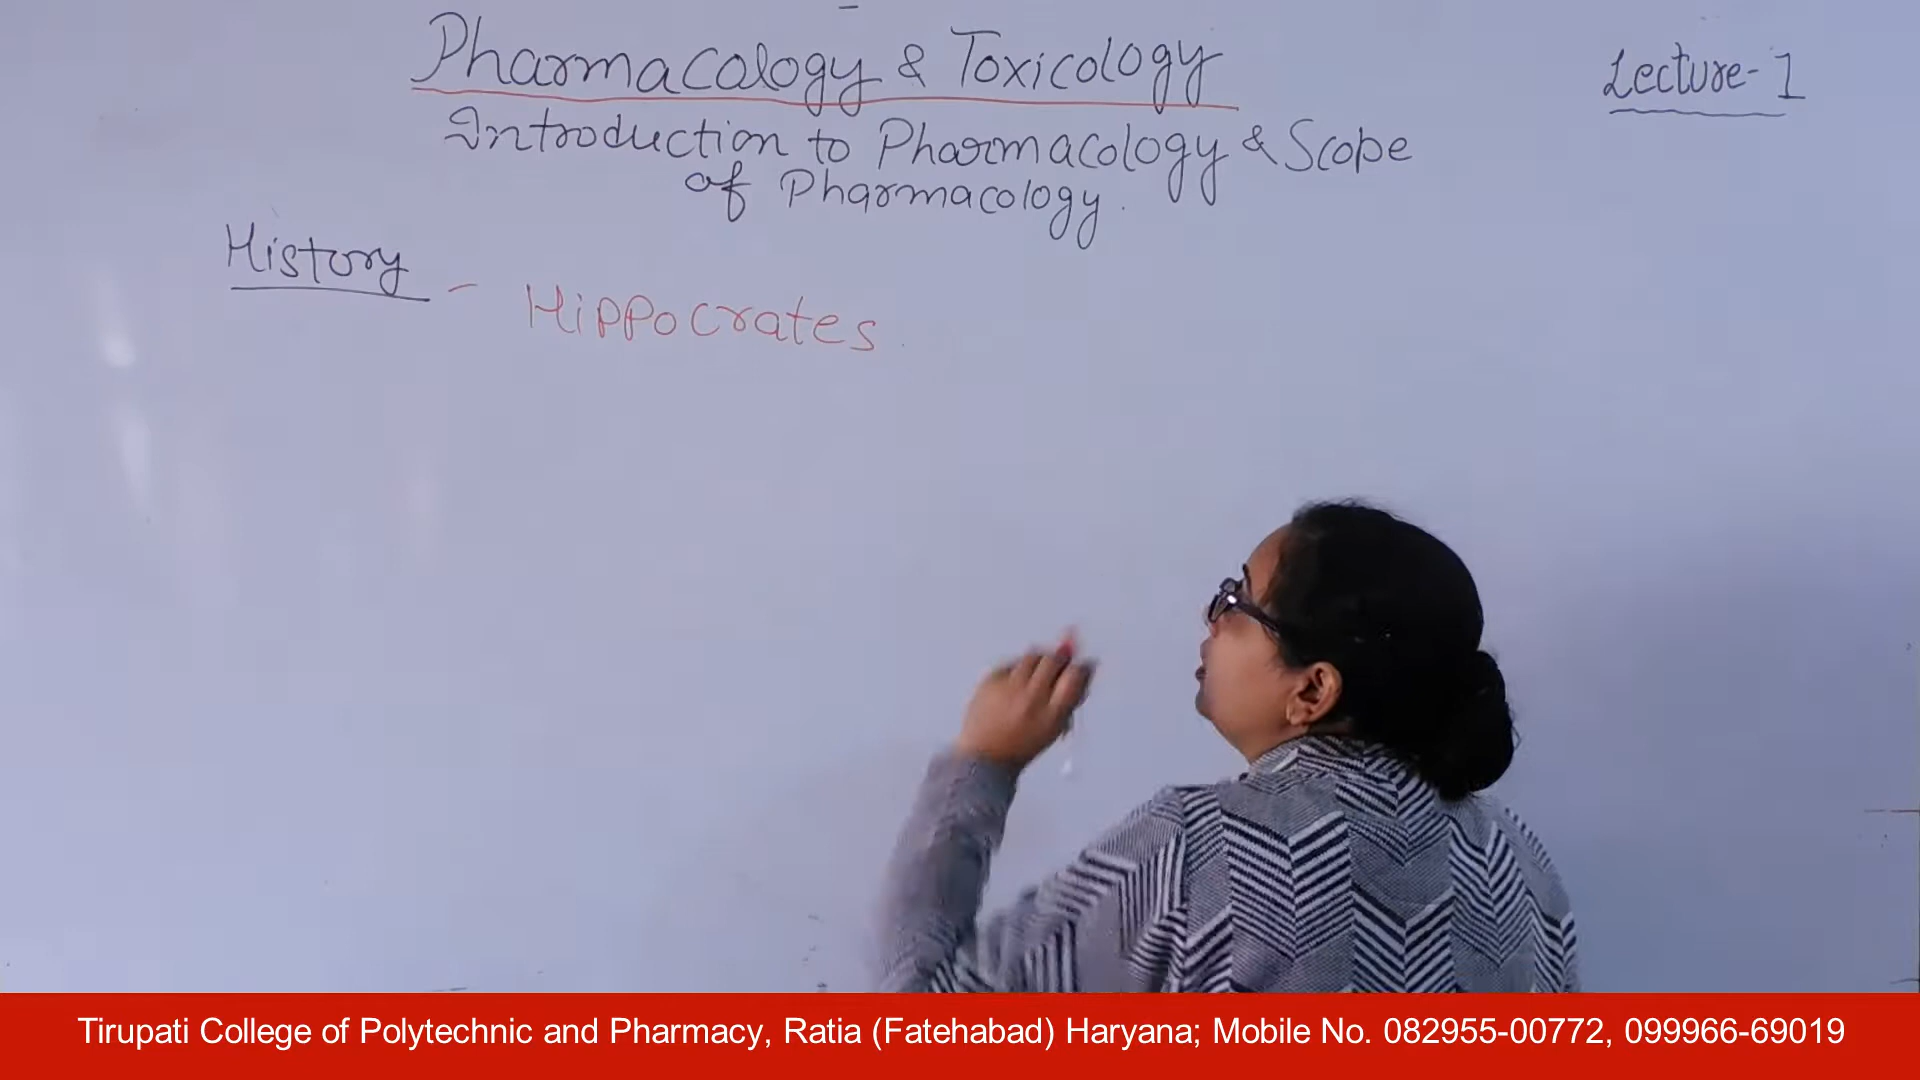 Pharmacology & Toxicology
Lecture-1
Introduction to Pharmacology & Scope
of Pharmacology.
History - Hippocrates
Tirupati College of Polytechnic and Pharmacy, Ratia (Fatehabad) Haryana; Mobile No. 082955-00772, 099966-69019